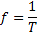 f = 1/T